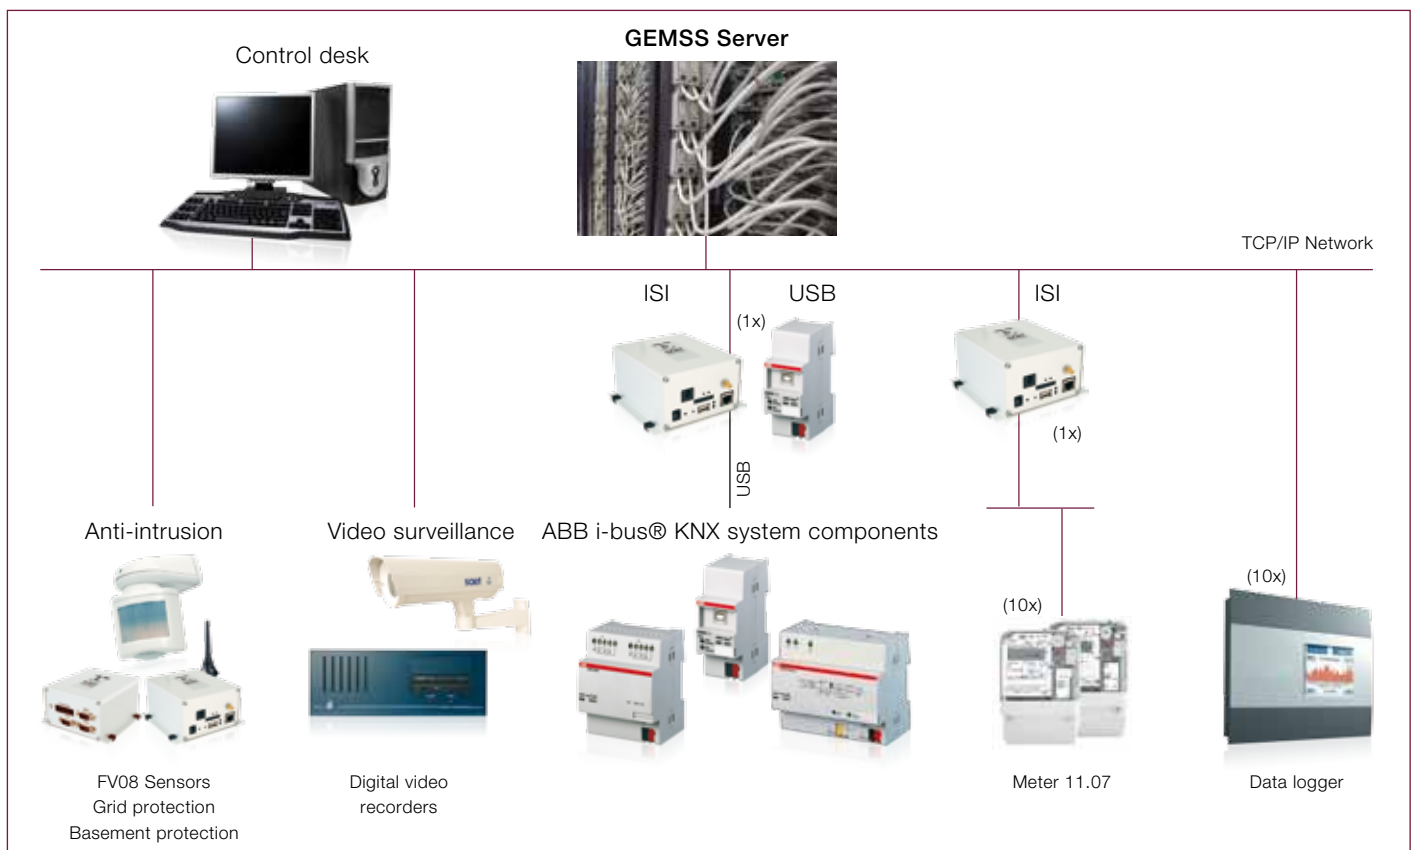 GEMSS Server
Control desk
TCP/IP Network
ISI
USB
ISI
(1x)
(1x)
USB
Anti-intrusion
Video surveillance
ABB i-bus® KNX system components
(10x)
(10x)
saet
FV08 Sensors
Grid protection
Basement protection
Digital video
recorders
Meter 11.07
Data logger